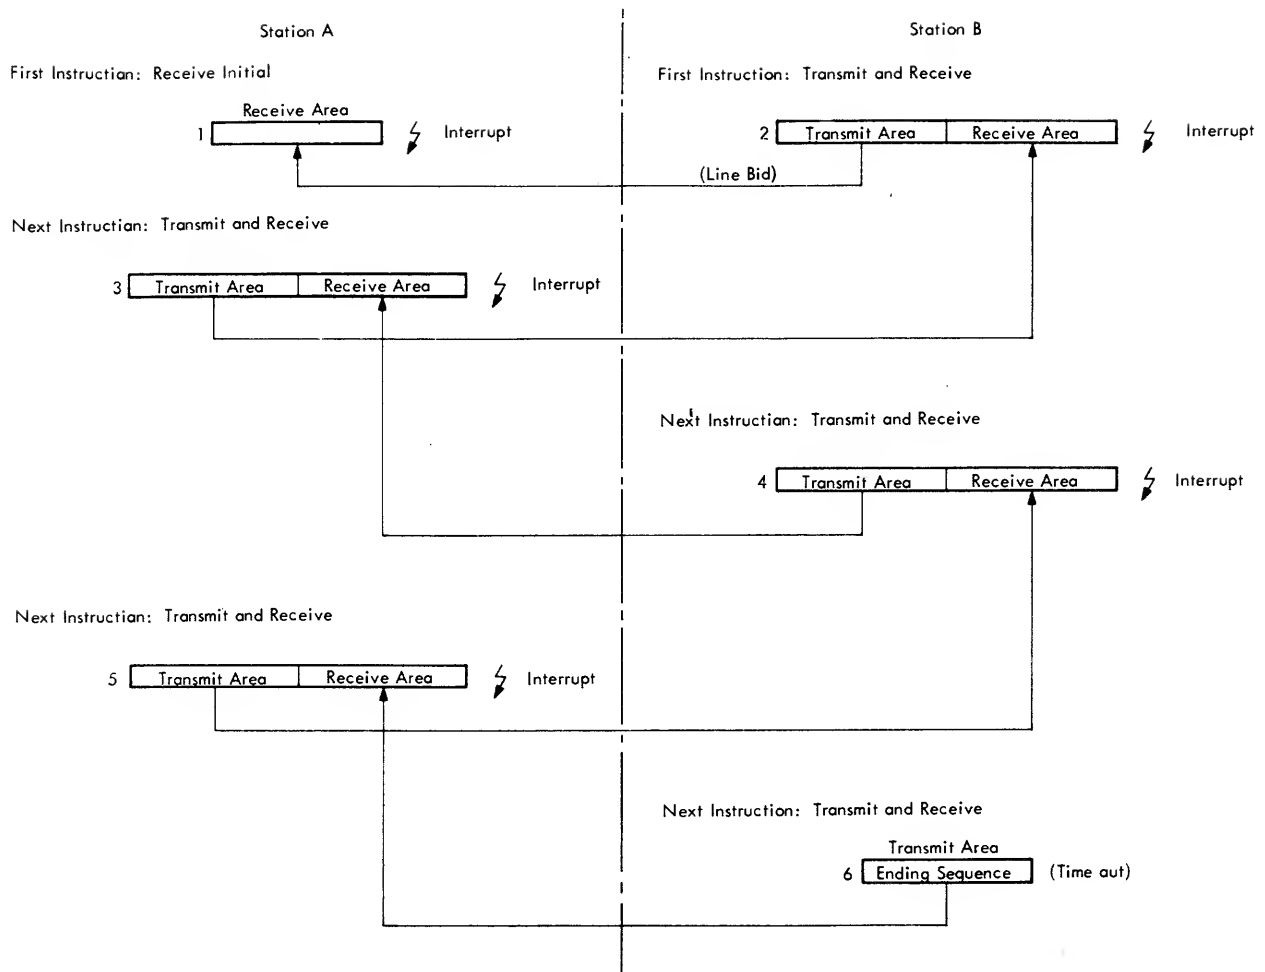 Station A
Station B
First Instruction: Receive Initial
First Instruction: Transmit and Receive
Receive Area
1
Interrupt
2 Transmit Area Receive Area
Interrupt
(Line Bid)
Next Instruction: Transmit and Receive
3 Transmit Area Receive Area
Interrupt
Next Instruction: Transmit and Receive
4 Transmit Area Receive Area
Interrupt
Next Instructian: Transmit and Receive
5 Transmit Area Receive Area
Interrupt
Next Instruction: Transmit and Receive
Transmit Area
6 Ending Sequence (Time aut)